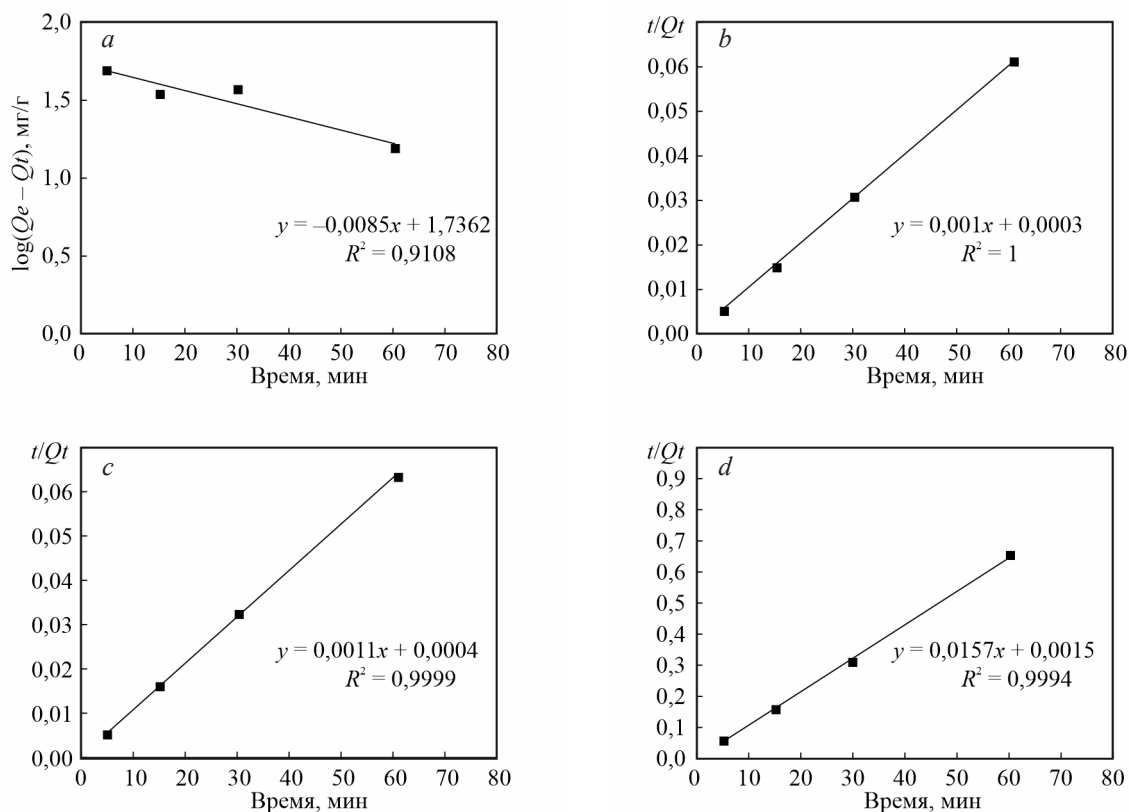 a
2,0
1,5
1,0
0,5
0,0
log(Qe – Qt), мг/г
y = –0,0085x + 1,7362
R² = 0,9108
0 10 20 30 40 50 60 70 80
Время, мин
t/Qt
b
0,06
0,05
0,04
0,03
0,02
0,01
0,00
y = 0,001x + 0,0003
R² = 1
0 10 20 30 40 50 60 70 80
Время, мин
t/Qt
c
0,06
0,05
0,04
0,03
0,02
0,01
0,00
y = 0,0011x + 0,0004
R² = 0,9999
0 10 20 30 40 50 60 70 80
Время, мин
t/Qt
d
0,9
0,8
0,7
0,6
0,5
0,4
0,3
0,2
0,1
0,0
y = 0,0157x + 0,0015
R² = 0,9994
0 10 20 30 40 50 60 70 80
Время, мин